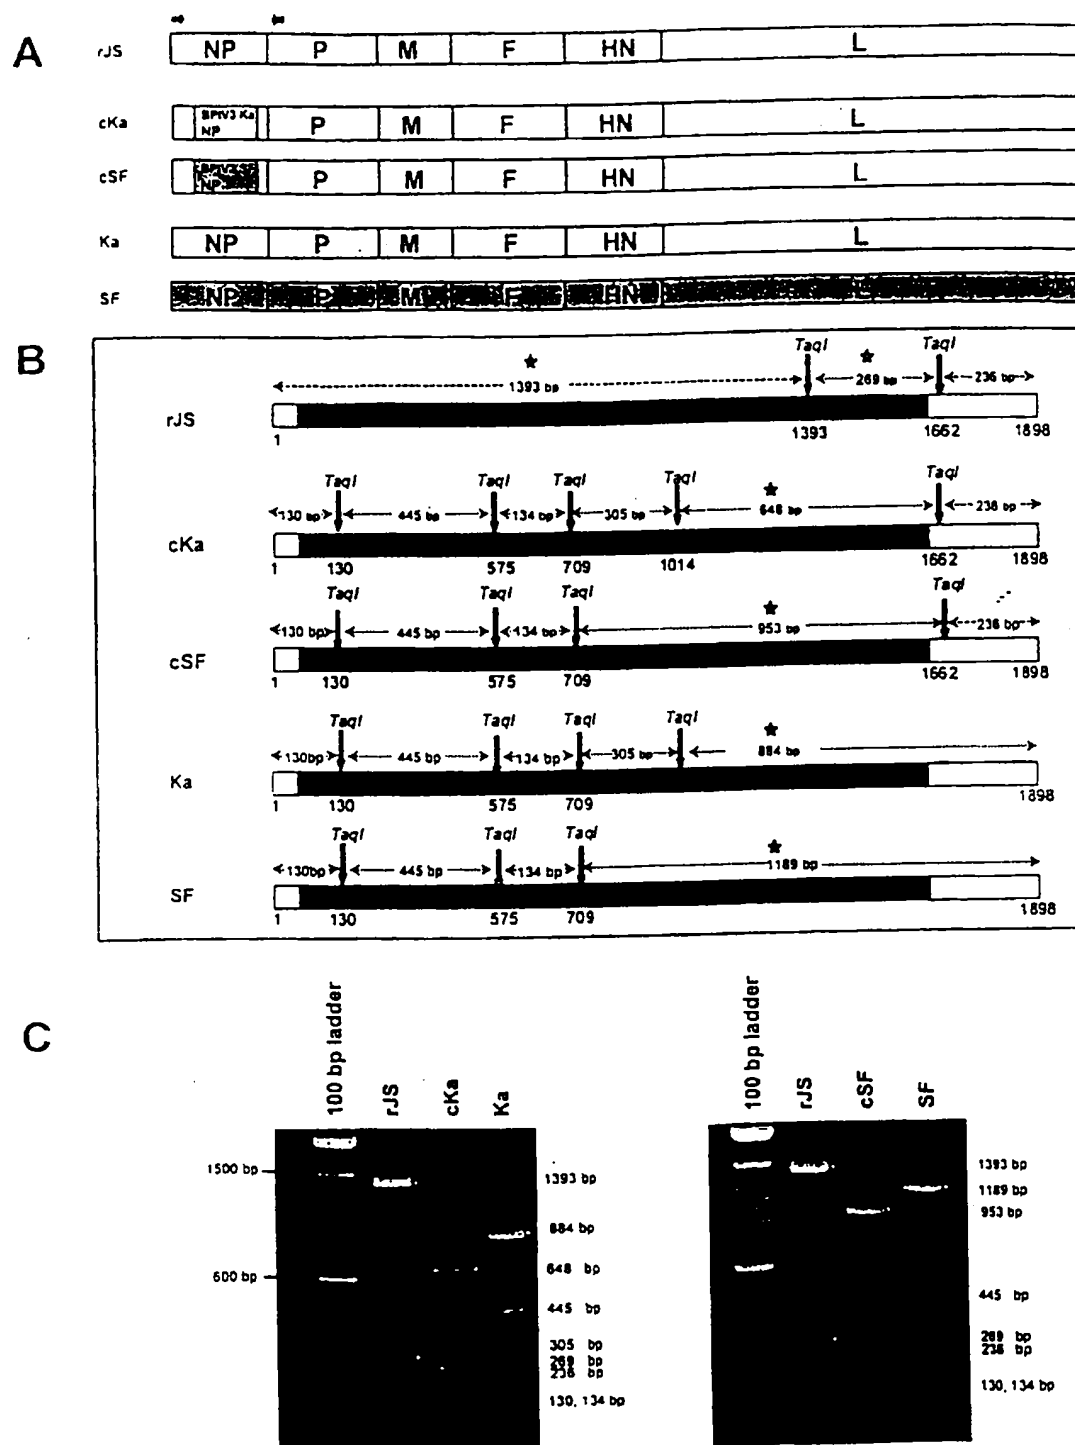 A
rJS NP P M F HN L
cKa BPIV3 Ka NP P M F HN L
cSF BPIV3 SF NP P M F HN L
Ka NP P M F HN L
SF NP P M F HN L
B
TaqI TaqI
1393 bp 269 bp 236 bp
rJS
1 1393 1662 1898
TaqI TaqI TaqI TaqI TaqI
130 bp 445 bp 134 bp 305 bp 648 bp 238 bp
cKa
1 130 575 709 1014 1662 1898
TaqI TaqI TaqI TaqI
130 bp 445 bp 134 bp 953 bp 236 bp
cSF
1 130 575 709 1662 1898
TaqI TaqI TaqI TaqI
130bp 445 bp 134 bp 305 bp 884 bp
Ka
1 130 575 709 1898
TaqI TaqI TaqI
130bp 445 bp 134 bp 1189 bp
SF
1 130 575 709 1898
C
100 bp ladder rJS cKa Ka
1500 bp
600 bp
1393 bp
884 bp
648 bp
445 bp
305 bp
269 bp
236 bp
130, 134 bp
100 bp ladder rJS cSF SF
1393 bp
1189 bp
953 bp
445 bp
269 bp
236 bp
130, 134 bp